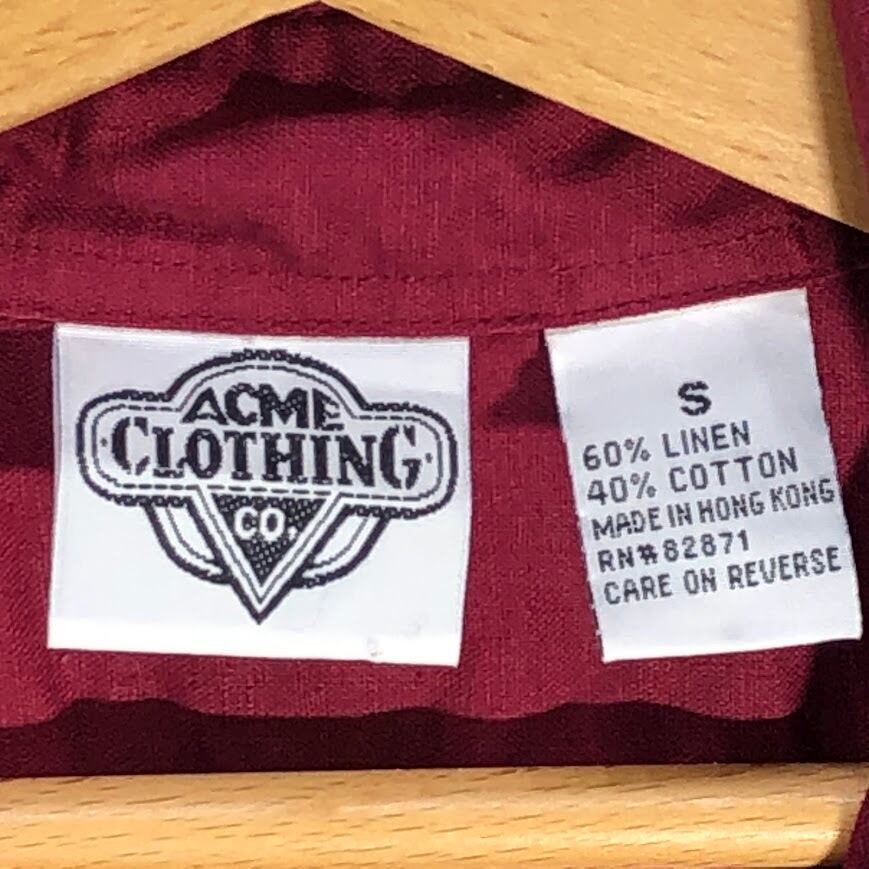 ACME
CLOTHING
CO.
S
60% LINEN
40% COTTON
MADE IN HONG KONG
RN#82871
CARE ON REVERSE